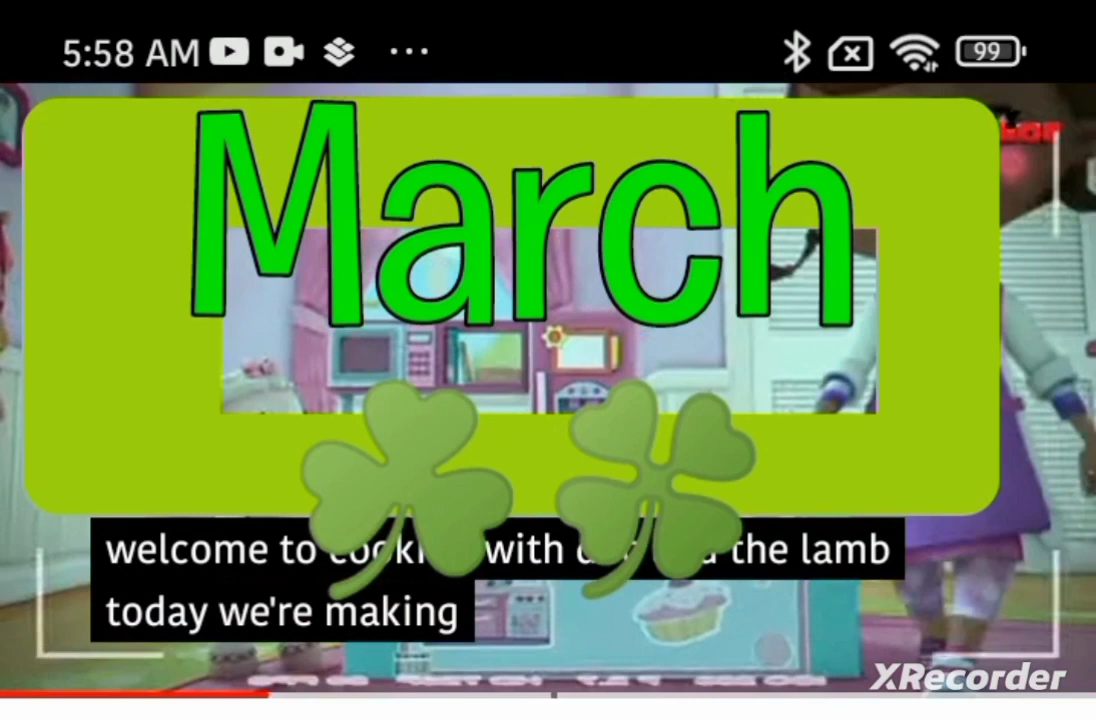 5:58 AM
99
March
welcome to with the lamb
today we're making
XRecorder